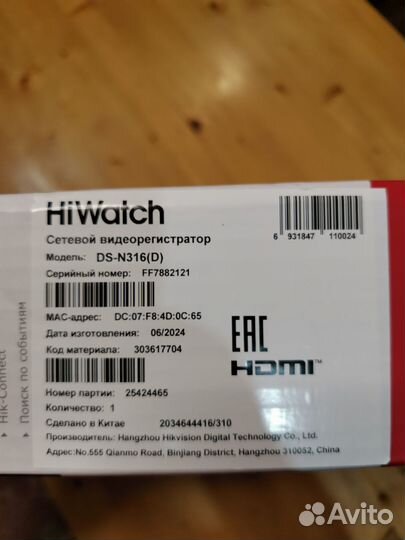 HiWatch
Сетевой видеорегистратор
Модель: DS-N316(D)
Серийный номер: FF7882121
6 931847 110024
MAC-адрес: DC:07:F8:4D:0C:65
Дата изготовления: 06/2024
Код материала: 303617704
EAC
HDMI™
Номер партии: 25424465
Количество: 1
Сделано в Китае 2034644416/310
Производитель: Hangzhou Hikvision Digital Technology Co., Ltd.
Адрес:No.555 Qianmo Road, Binjiang District, Hangzhou 310052, China
Hik-Connect
Поиск по событиям
Avito